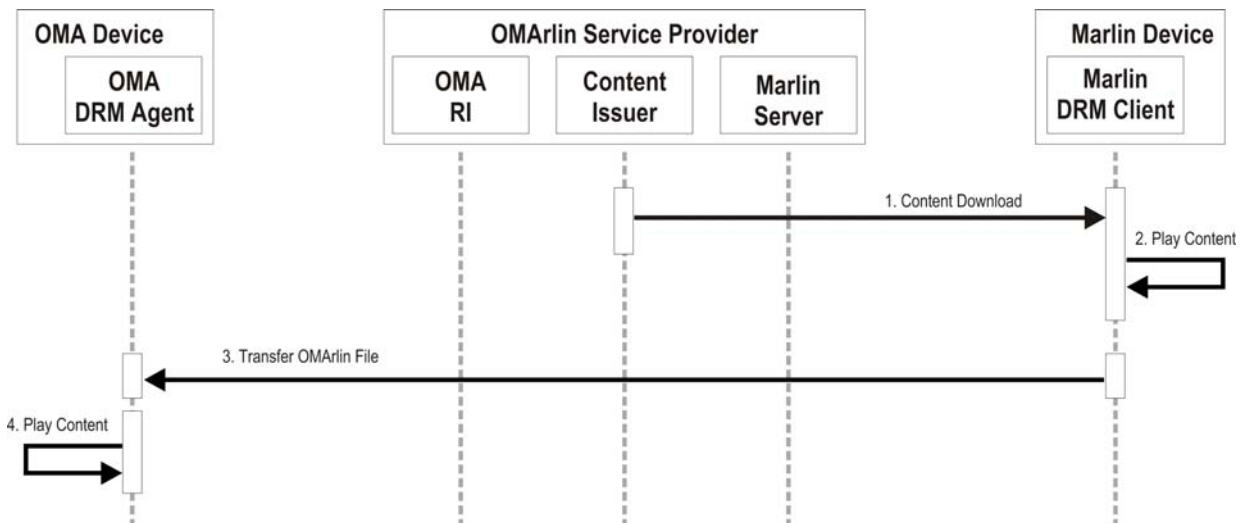 OMA Device
OMA
DRM Agent
OMArlin Service Provider
OMA
RI
Content
Issuer
Marlin
Server
Marlin Device
Marlin
DRM Client
1. Content Download
2. Play Content
3. Transfer OMArlin File
4. Play Content